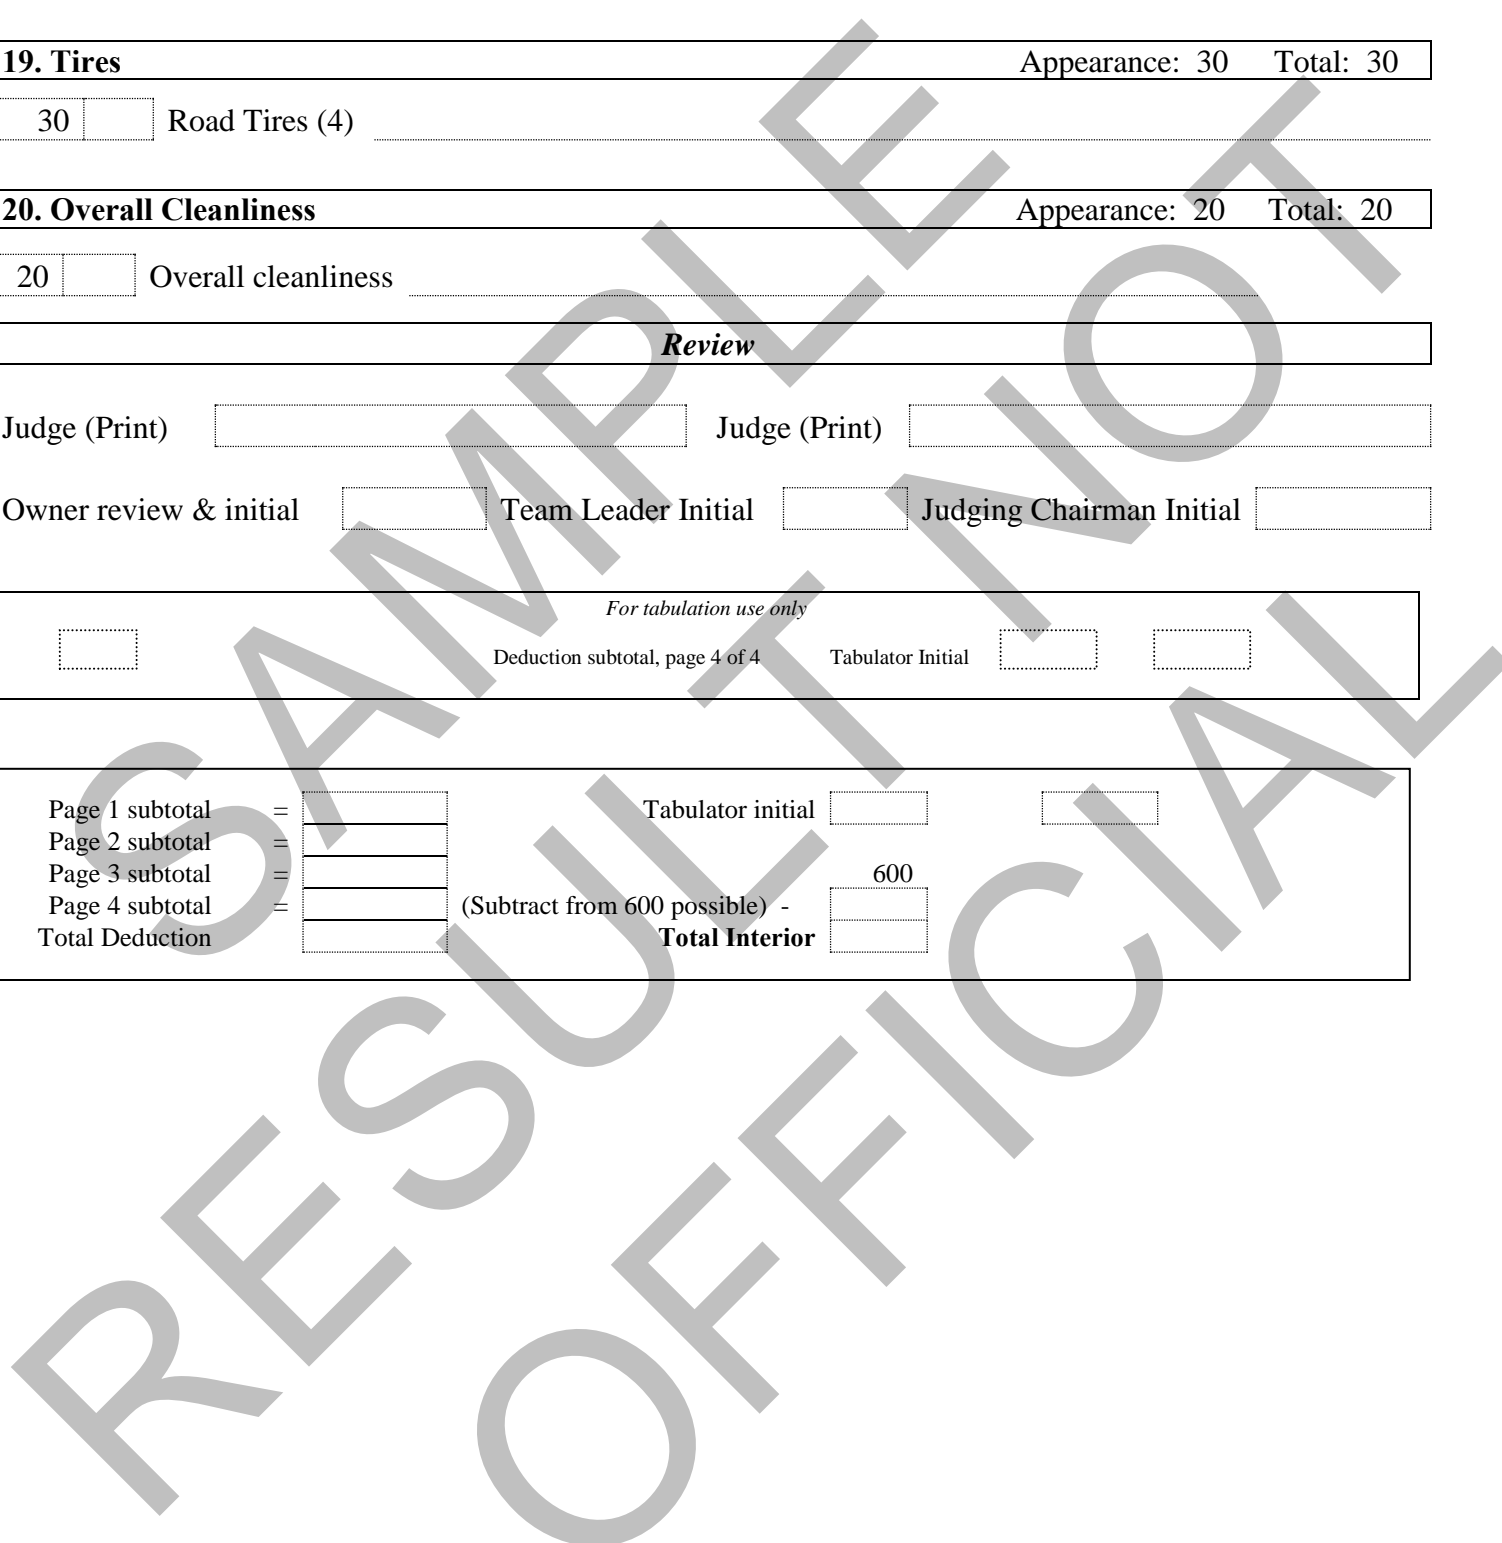 19. Tires Appearance: 30 Total: 30
30 Road Tires (4)
20. Overall Cleanliness Appearance: 20 Total: 20
20 Overall cleanliness
Review
Judge (Print) Judge (Print)
Owner review & initial Team Leader Initial Judging Chairman Initial
For tabulation use only
Deduction subtotal, page 4 of 4 Tabulator Initial
Page 1 subtotal = Tabulator initial
Page 2 subtotal =
Page 3 subtotal = 600
Page 4 subtotal = (Subtract from 600 possible) -
Total Deduction Total Interior
SAMPLE
RESULT NOT
OFFICIAL